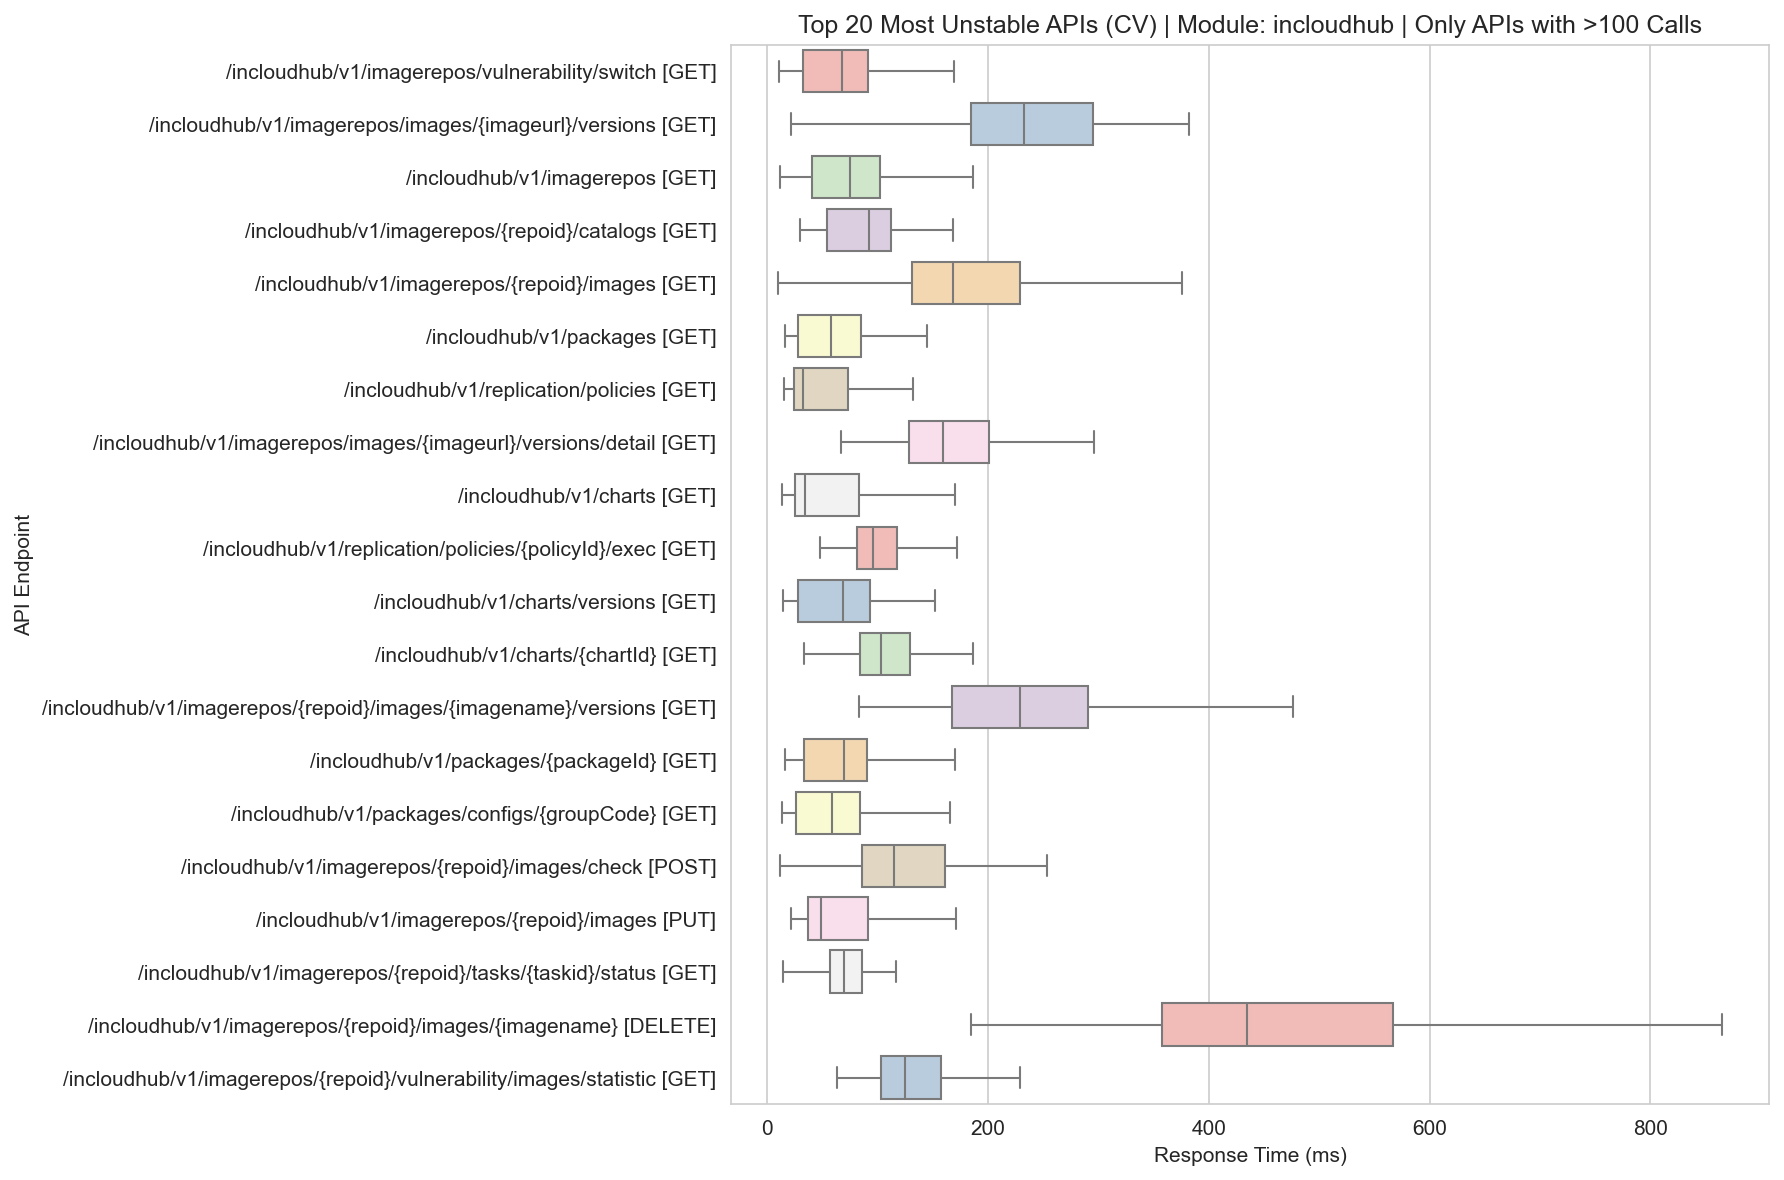 Top 20 Most Unstable APIs (CV) | Module: incloudhub | Only APIs with >100 Calls
/incloudhub/v1/imagerepos/vulnerability/switch [GET]
/incloudhub/v1/imagerepos/images/{imageurl}/versions [GET]
/incloudhub/v1/imagerepos [GET]
/incloudhub/v1/imagerepos/{repoid}/catalogs [GET]
/incloudhub/v1/imagerepos/{repoid}/images [GET]
/incloudhub/v1/packages [GET]
/incloudhub/v1/replication/policies [GET]
/incloudhub/v1/imagerepos/images/{imageurl}/versions/detail [GET]
/incloudhub/v1/charts [GET]
/incloudhub/v1/replication/policies/{policyId}/exec [GET]
/incloudhub/v1/charts/versions [GET]
/incloudhub/v1/charts/{chartId} [GET]
/incloudhub/v1/imagerepos/{repoid}/images/{imagename}/versions [GET]
/incloudhub/v1/packages/{packageId} [GET]
/incloudhub/v1/packages/configs/{groupCode} [GET]
/incloudhub/v1/imagerepos/{repoid}/images/check [POST]
/incloudhub/v1/imagerepos/{repoid}/images [PUT]
/incloudhub/v1/imagerepos/{repoid}/tasks/{taskid}/status [GET]
/incloudhub/v1/imagerepos/{repoid}/images/{imagename} [DELETE]
/incloudhub/v1/imagerepos/{repoid}/vulnerability/images/statistic [GET]
API Endpoint
0 200 400 600 800
Response Time (ms)